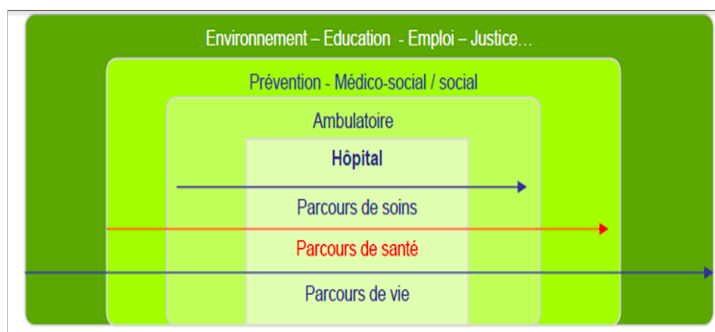 Environnement – Education - Emploi – Justice...
Prévention - Médico-social / social
Ambulatoire
Hôpital
Parcours de soins
Parcours de santé
Parcours de vie